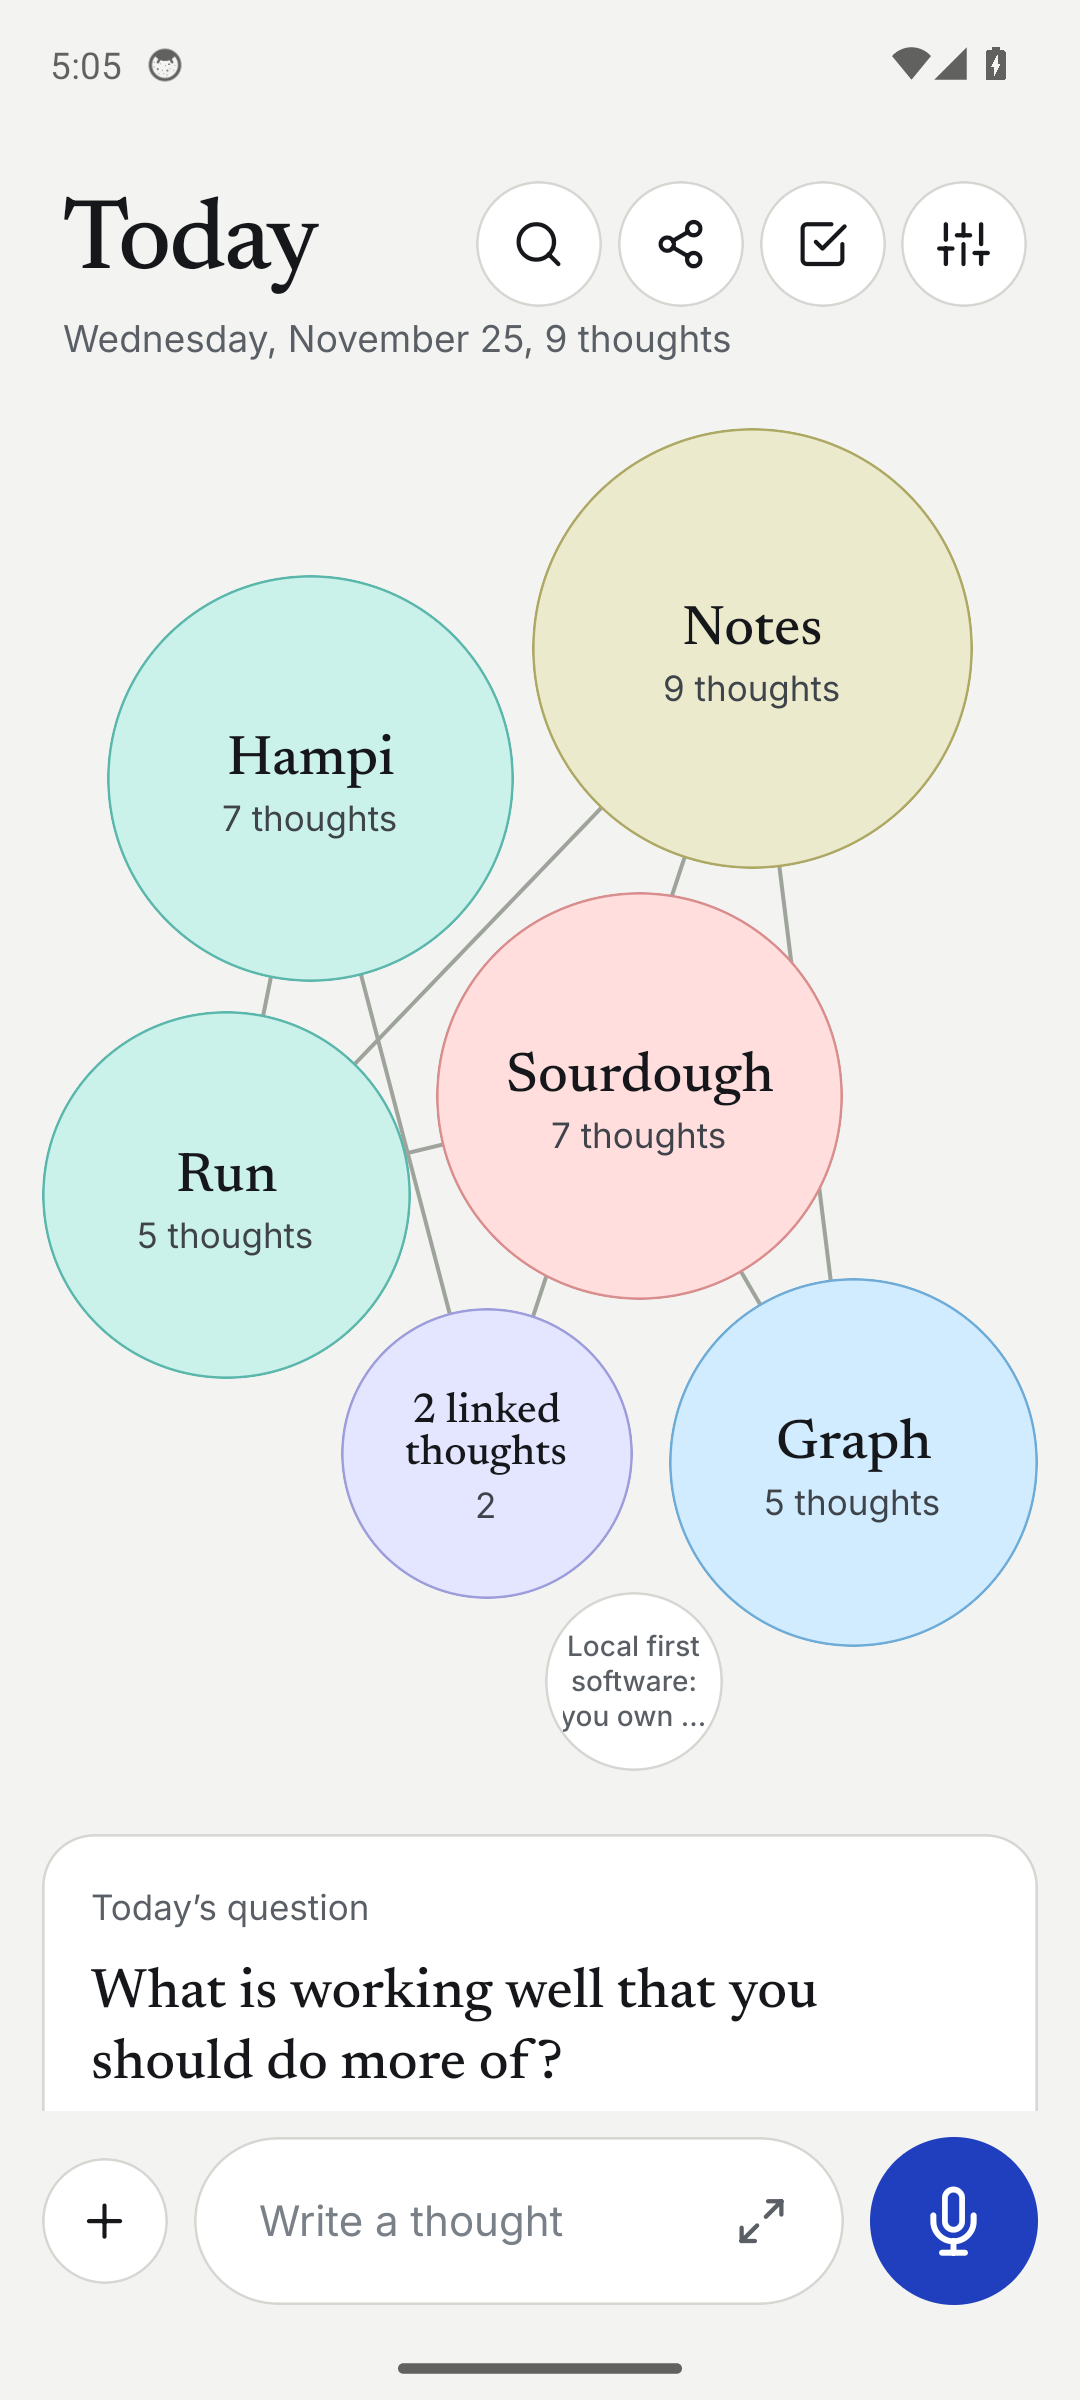 5:05
Today
Wednesday, November 25, 9 thoughts
Notes
9 thoughts
Hampi
7 thoughts
Sourdough
7 thoughts
Run
5 thoughts
2 linked
thoughts
2
Graph
5 thoughts
Local first
software:
you own ...
Today’s question
What is working well that you
should do more of?
Write a thought